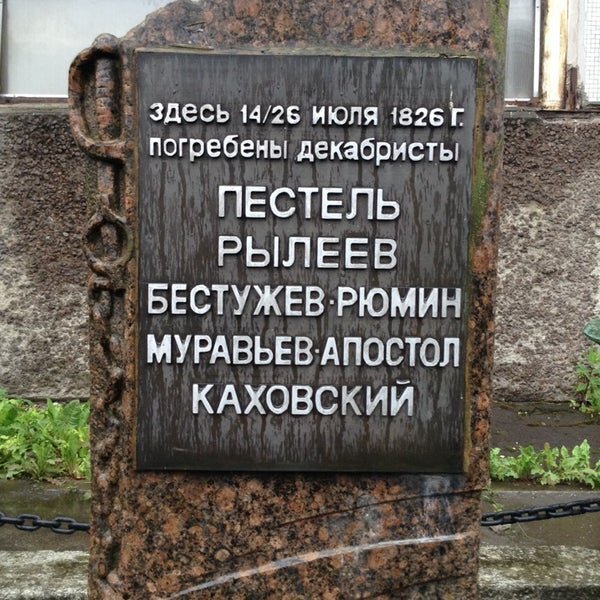 здесь 14/26 июля 1826 г.
погребены декабристы
ПЕСТЕЛЬ
РЫЛЕЕВ
БЕСТУЖЕВ-РЮМИН
МУРАВЬЕВ-АПОСТОЛ
КАХОВСКИЙ